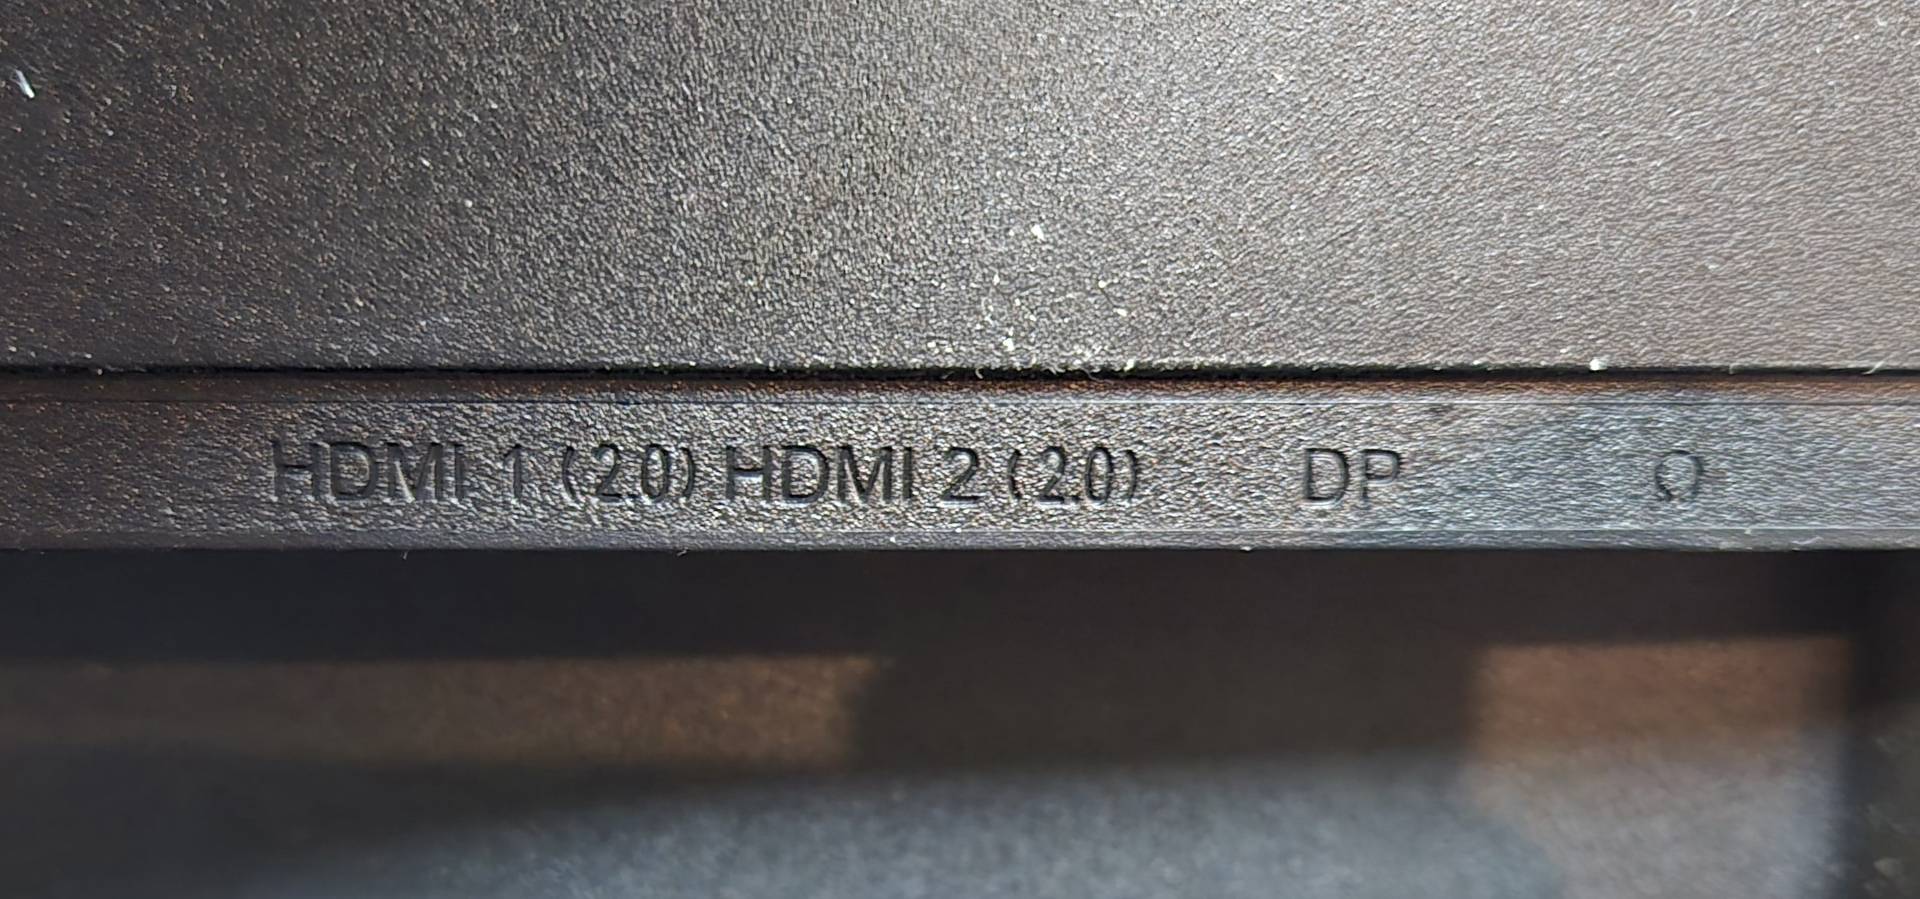 HDMI 1 (2.0) HDMI 2 (2.0) DP